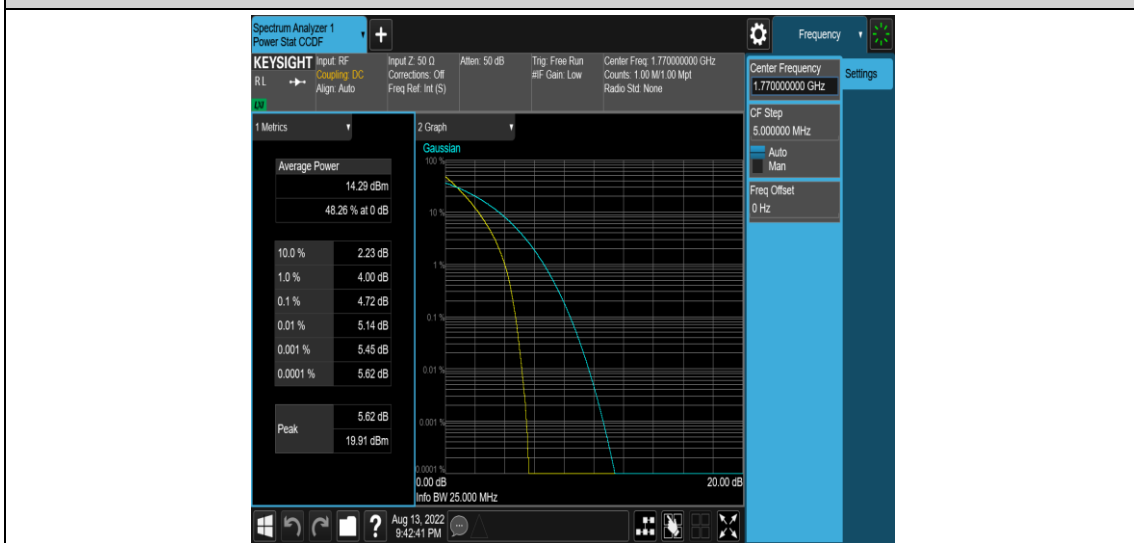 Spectrum Analyzer 1
Power Stat CCDF
+
Frequency
KEYSIGHT
RL
LXI
Input: RF
Coupling: DC
Align: Auto
Input Z: 50 Ω
Corrections: Off
Freq Ref: Int (S)
Atten: 50 dB
Trig: Free Run
#IF Gain: Low
Center Freq: 1.770000000 GHz
Counts: 1.00 M/1.00 Mpt
Radio Std: None
Center Frequency
1.770000000 GHz
Settings
CF Step
5.000000 MHz
Auto
Man
Freq Offset
0 Hz
1 Metrics
Average Power
14.29 dBm
48.26 % at 0 dB
10.0 % 2.23 dB
1.0 % 4.00 dB
0.1 % 4.72 dB
0.01 % 5.14 dB
0.001 % 5.45 dB
0.0001 % 5.62 dB
Peak 5.62 dB
19.91 dBm
2 Graph
Gaussian
100 %
10 %
1 %
0.1 %
0.01 %
0.001 %
0.0001 %
0.00 dB 20.00 dB
Info BW 25.000 MHz
?
Aug 13, 2022
9:42:41 PM